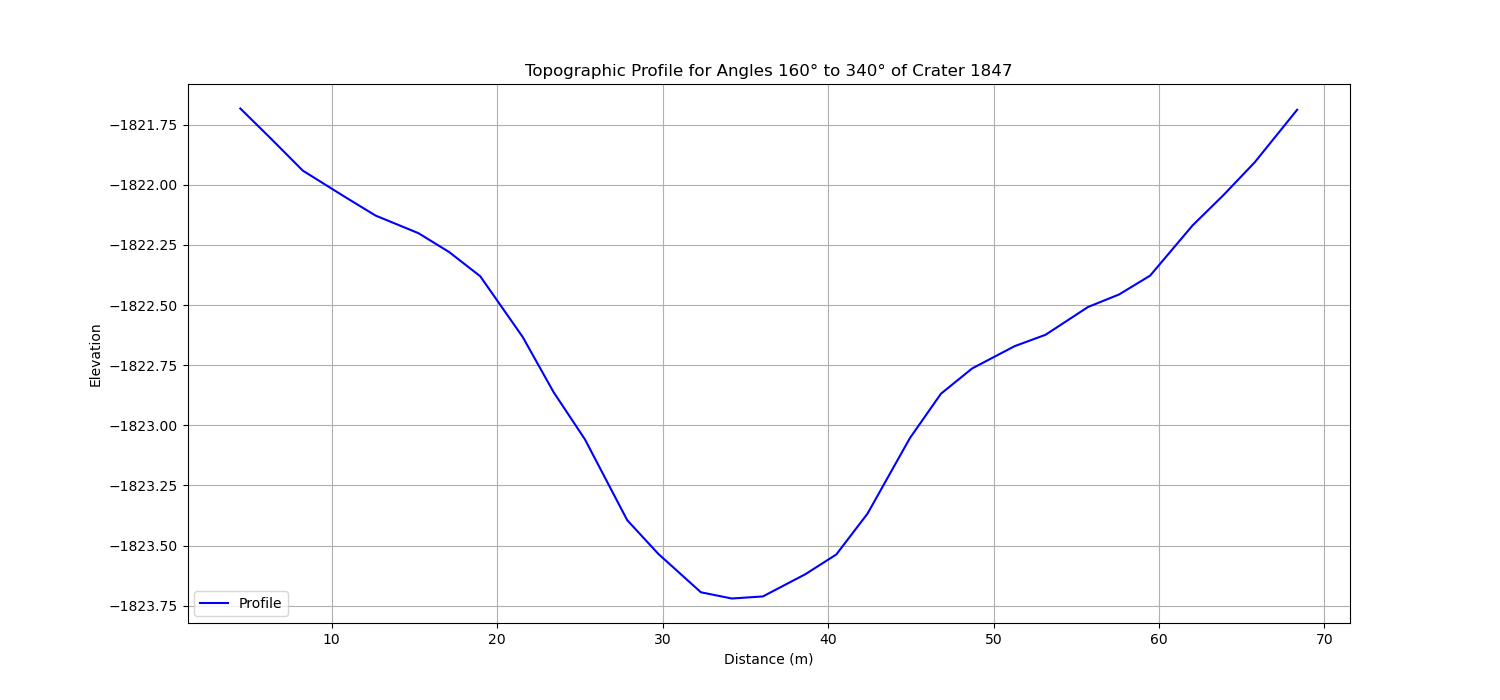 Topographic Profile for Angles 160° to 340° of Crater 1847
−1821.75
−1822.00
−1822.25
−1822.50
−1822.75
−1823.00
−1823.25
−1823.50
−1823.75
Elevation
Profile
10 20 30 40 50 60 70
Distance (m)